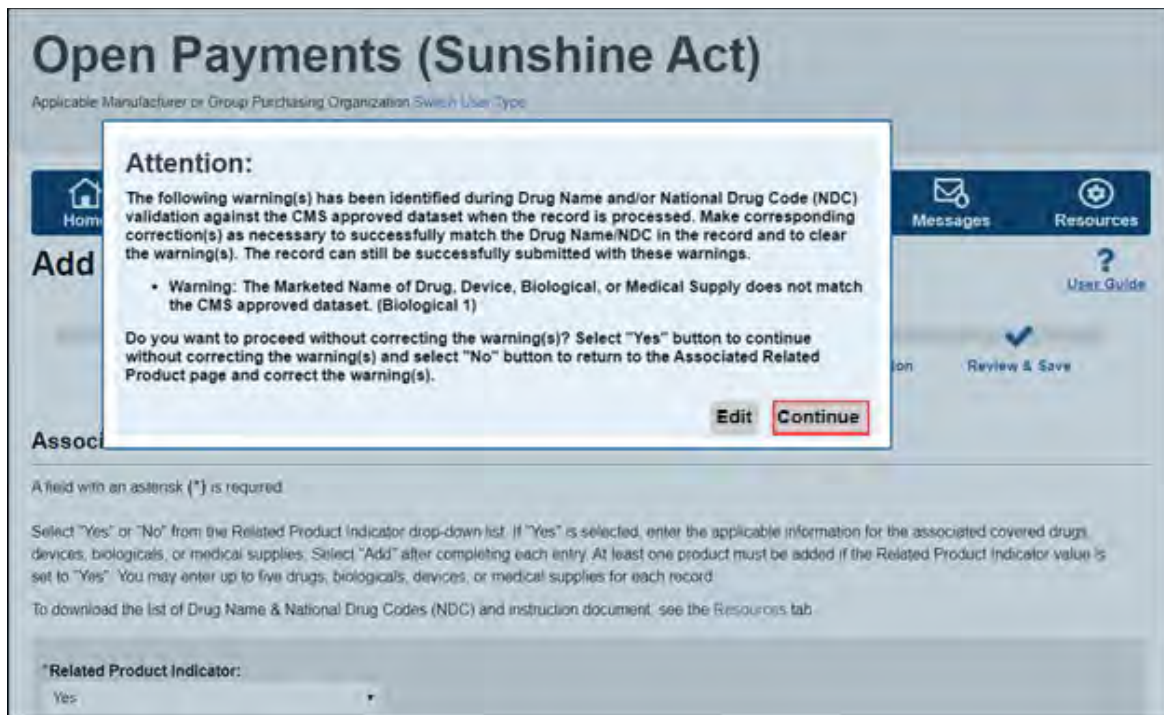 Open Payments (Sunshine Act)
Applicable Manufacturer or Group Purchasing Organization Switch User Type
Attention:
The following warning(s) has been identified during Drug Name and/or National Drug Code (NDC)
validation against the CMS approved dataset when the record is processed. Make corresponding
correction(s) as necessary to successfully match the Drug Name/NDC in the record and to clear
the warning(s). The record can still be successfully submitted with these warnings.
• Warning: The Marketed Name of Drug, Device, Biological, or Medical Supply does not match
the CMS approved dataset. (Biological 1)
Do you want to proceed without correcting the warning(s)? Select "Yes" button to continue
without correcting the warning(s) and select "No" button to return to the Associated Related
Product page and correct the warning(s).
Edit Continue
Hom
Messages
Resources
Add
?
User Guide
ion
Review & Save
Associ
A field with an asterisk (*) is required.
Select "Yes" or "No" from the Related Product Indicator drop-down list. If "Yes" is selected, enter the applicable information for the associated covered drugs,
devices, biologicals, or medical supplies. Select "Add" after completing each entry. At least one product must be added if the Related Product Indicator value is
set to "Yes". You may enter up to five drugs, biologicals, devices, or medical supplies for each record.
To download the list of Drug Name & National Drug Codes (NDC) and instruction document, see the Resources tab.
*Related Product Indicator:
Yes